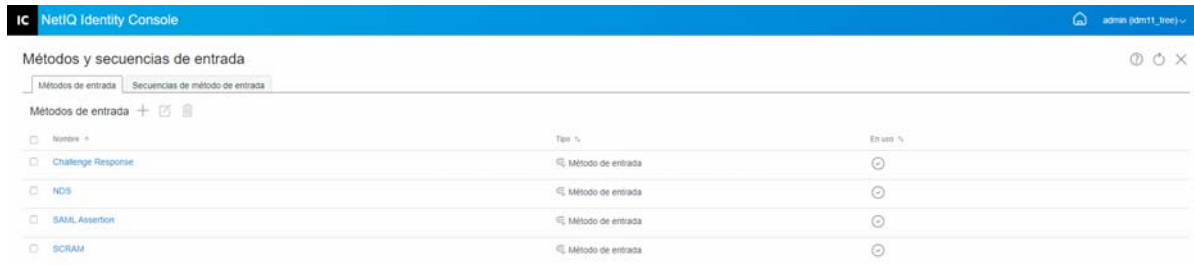 IC NetIQ Identity Console admin (idm11_tree)
Métodos y secuencias de entrada
Métodos de entrada Secuencias de método de entrada
Métodos de entrada
Nombre Tipo En uso
Challenge Response Método de entrada
NDS Método de entrada
SAML Assertion Método de entrada
SCRAM Método de entrada